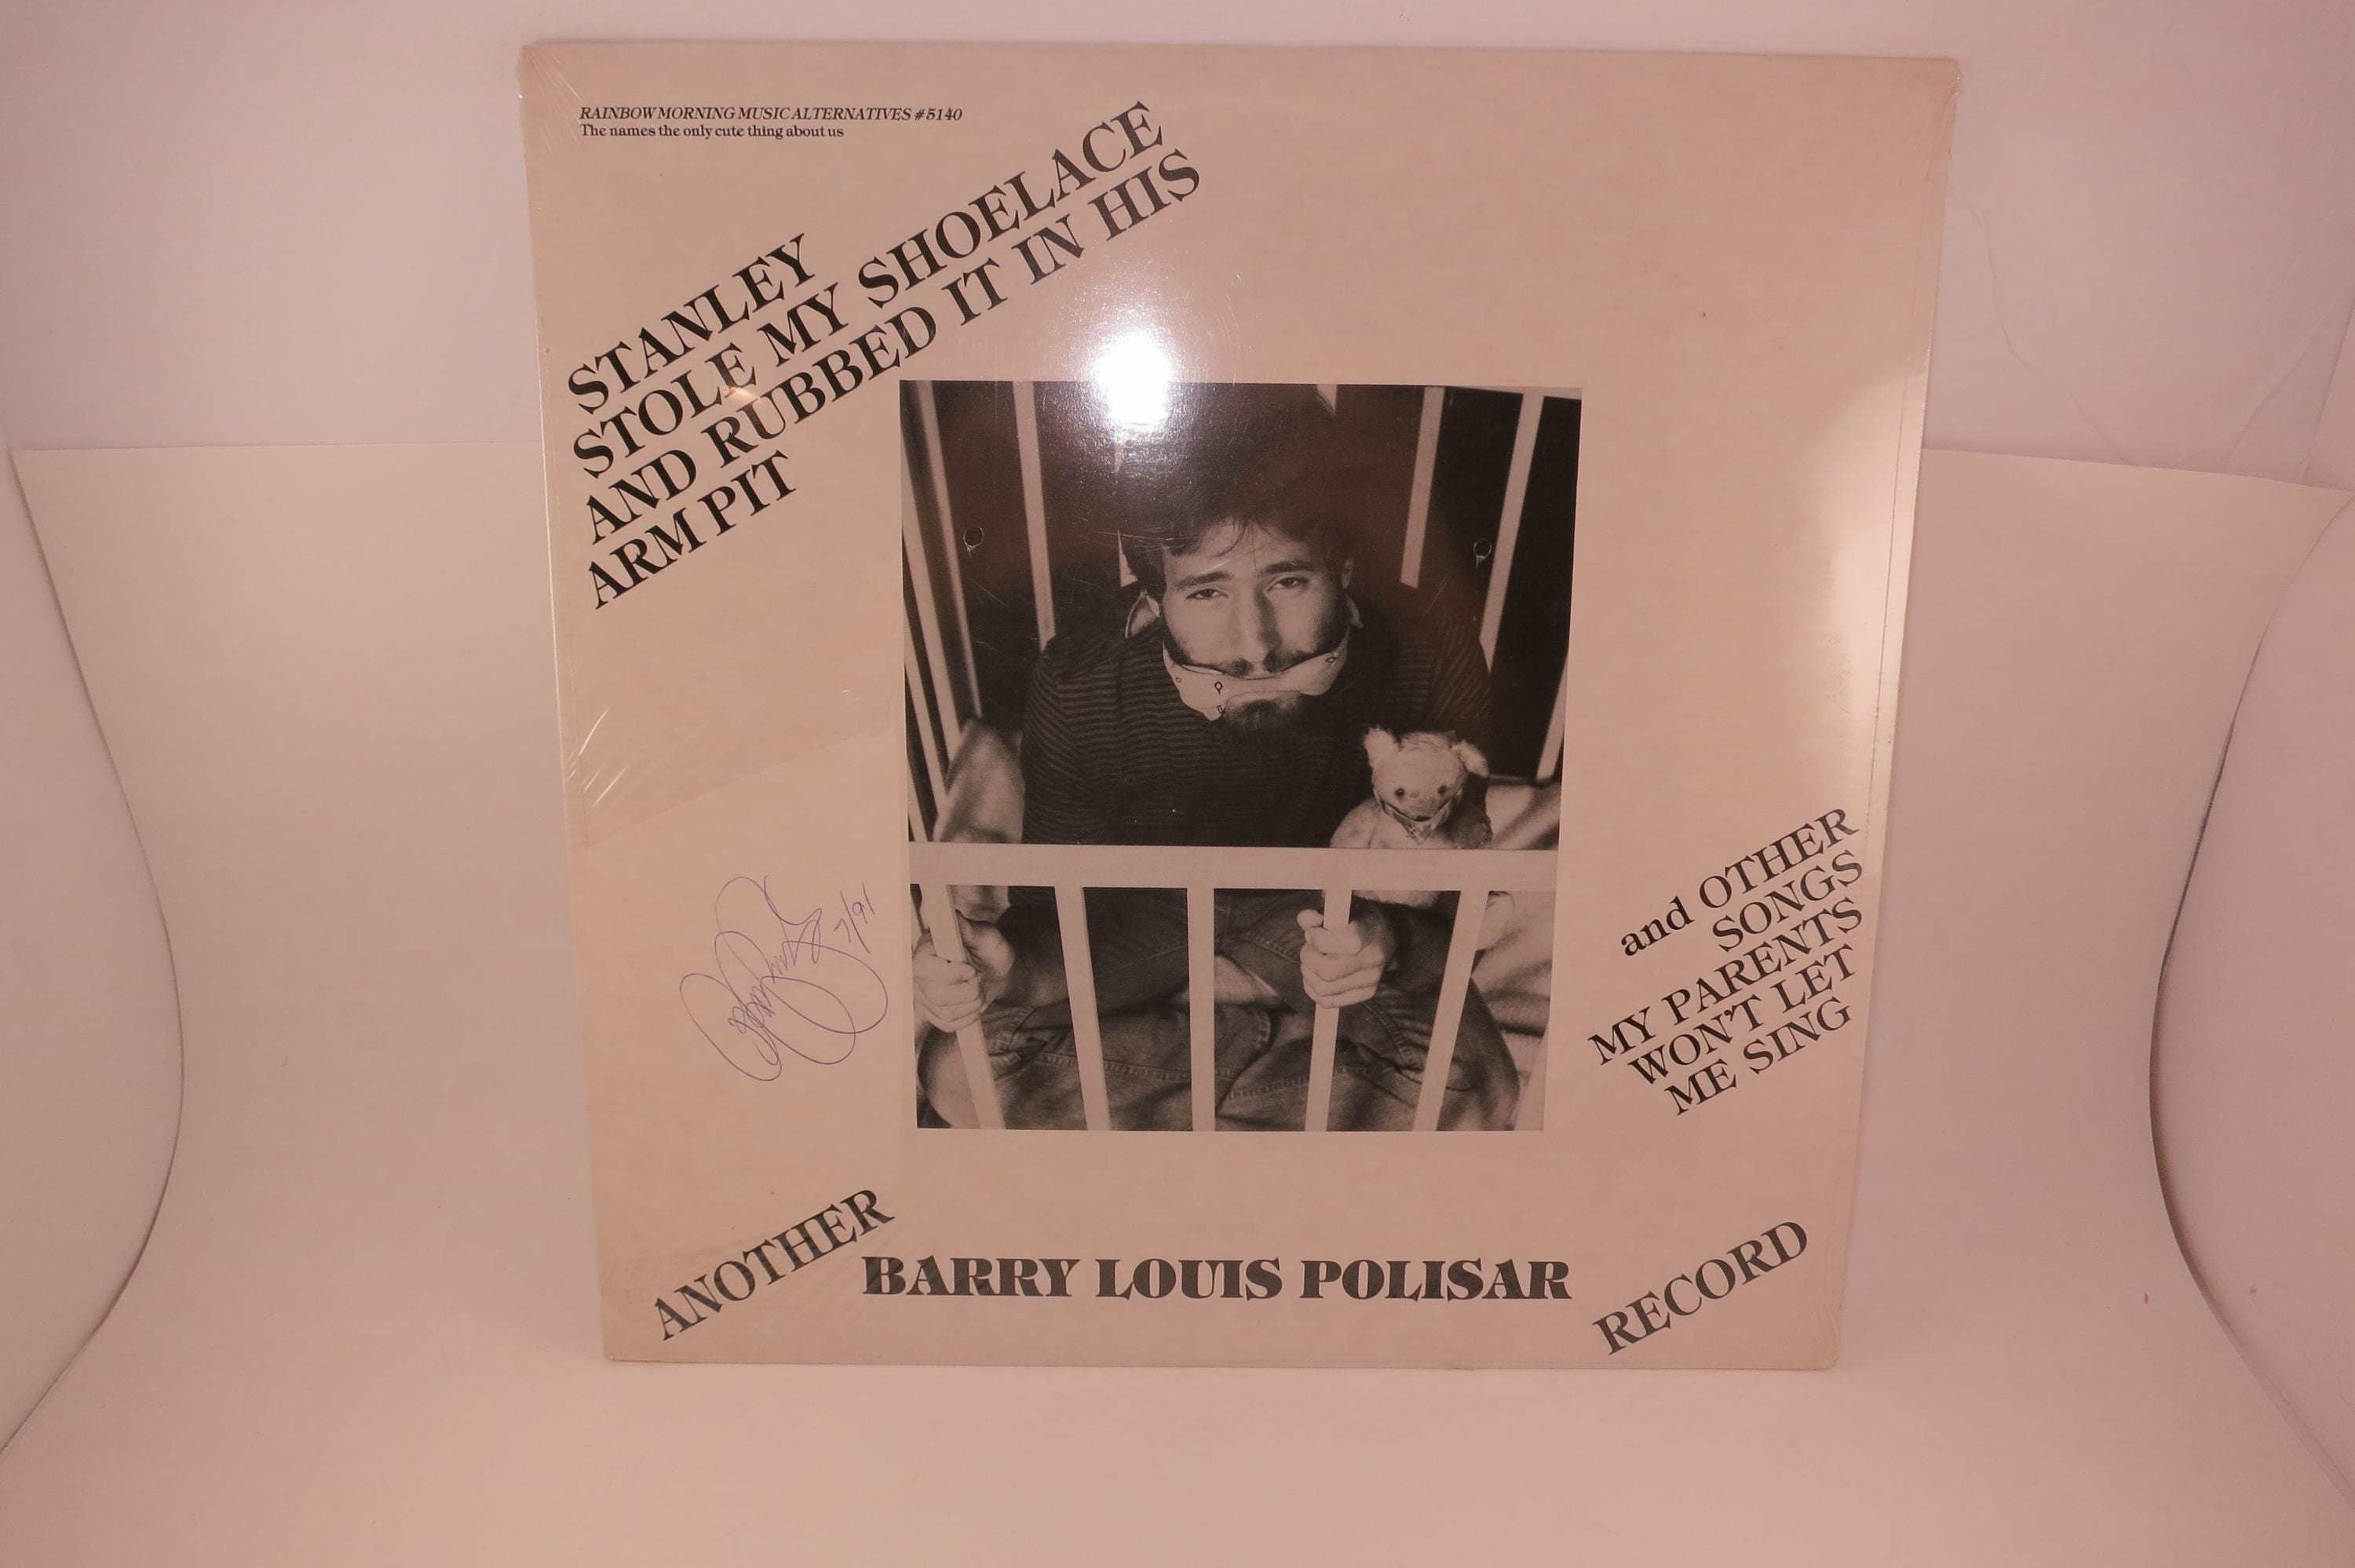 RAINBOW MORNING MUSIC ALTERNATIVES #5140
The names the only cute thing about us
STANLEY
STOLE MY SHOELACE
AND RUBBED IT IN HIS
ARMPIT
7/91
and OTHER
SONGS
MY PARENTS
WON'T LET
ME SING
ANOTHER
BARRY LOUIS POLISAR
RECORD